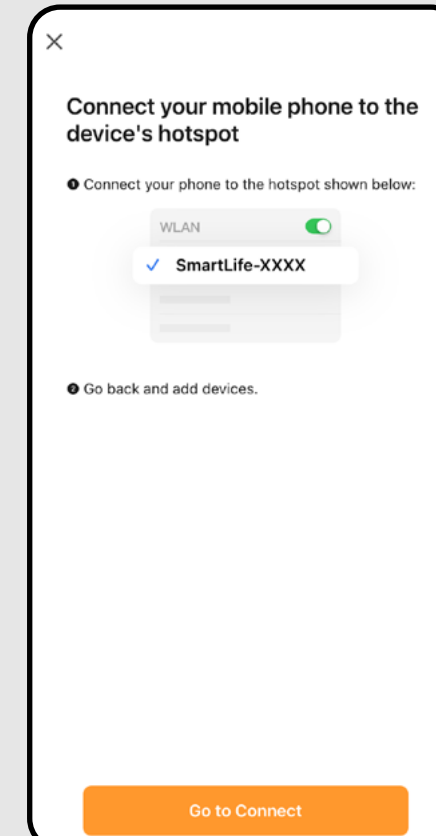 Connect your mobile phone to the
device's hotspot
❶ Connect your phone to the hotspot shown below:
WLAN
SmartLife-XXXX
❷ Go back and add devices.
Go to Connect